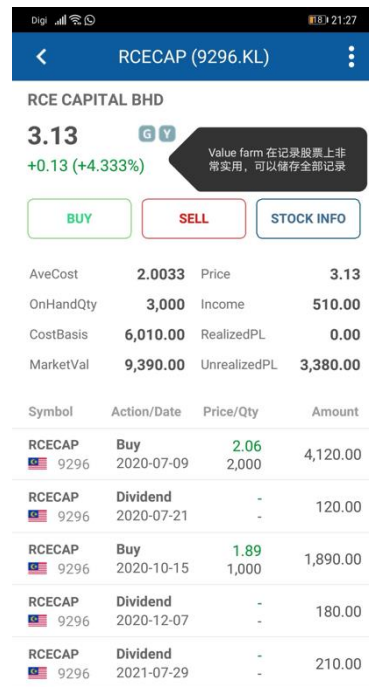 Digi 18 21:27
RCECAP (9296.KL)
RCE CAPITAL BHD
3.13 G Y
+0.13 (+4.333%)
Value farm 在记录股票上非
常实用，可以储存全部记录
BUY SELL STOCK INFO
AveCost 2.0033 Price 3.13
OnHandQty 3,000 Income 510.00
CostBasis 6,010.00 RealizedPL 0.00
MarketVal 9,390.00 UnrealizedPL 3,380.00
Symbol Action/Date Price/Qty Amount
RCECAP Buy 2.06 4,120.00
9296 2020-07-09 2,000
RCECAP Dividend - 120.00
9296 2020-07-21 -
RCECAP Buy 1.89 1,890.00
9296 2020-10-15 1,000
RCECAP Dividend - 180.00
9296 2020-12-07 -
RCECAP Dividend - 210.00
9296 2021-07-29 -